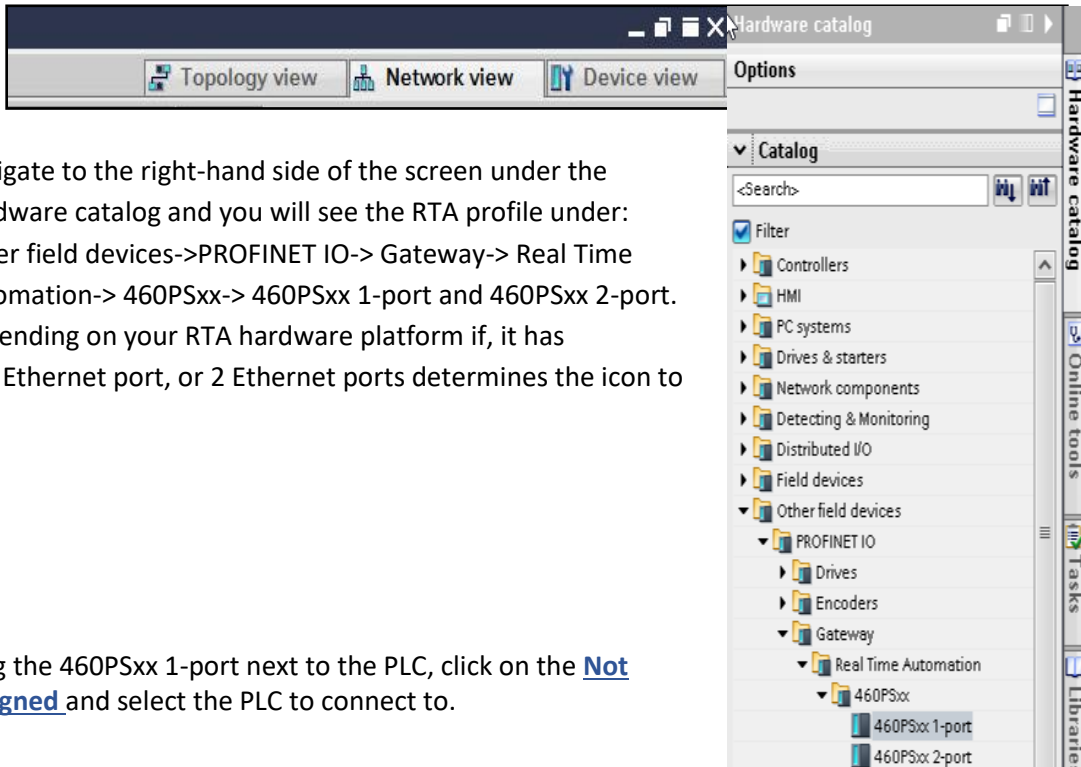 Topology view Network view Device view
igate to the right-hand side of the screen under the
dware catalog and you will see the RTA profile under:
er field devices->PROFINET IO-> Gateway-> Real Time
omation-> 460PSxx-> 460PSxx 1-port and 460PSxx 2-port.
ending on your RTA hardware platform if, it has
Ethernet port, or 2 Ethernet ports determines the icon to
g the 460PSxx 1-port next to the PLC, click on the Not
gned and select the PLC to connect to.
Hardware catalog
Options
Catalog
<Search>
Filter
Controllers
HMI
PC systems
Drives & starters
Network components
Detecting & Monitoring
Distributed I/O
Field devices
Other field devices
PROFINET IO
Drives
Encoders
Gateway
Real Time Automation
460PSxx
460PSxx 1-port
460PSxx 2-port
Hardware catalog
Online tools
Tasks
Librarie